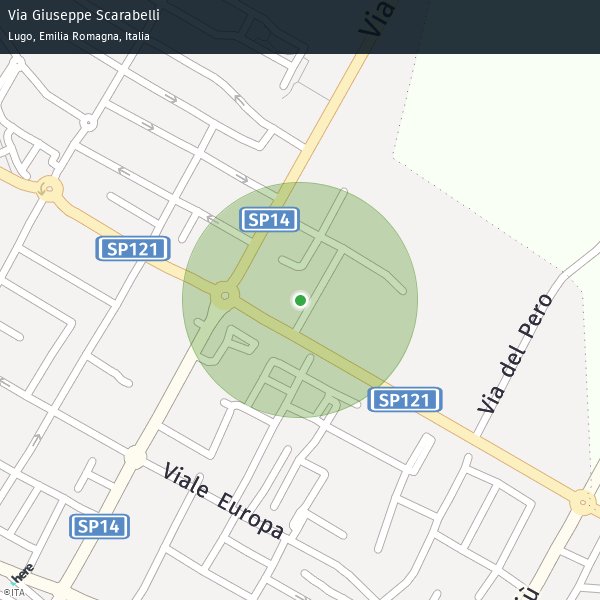 Via Giuseppe Scarabelli
Lugo, Emilia Romagna, Italia
Via
SP14
SP121
Via del Pero
SP121
Viale Europa
SP14
here
©ITA